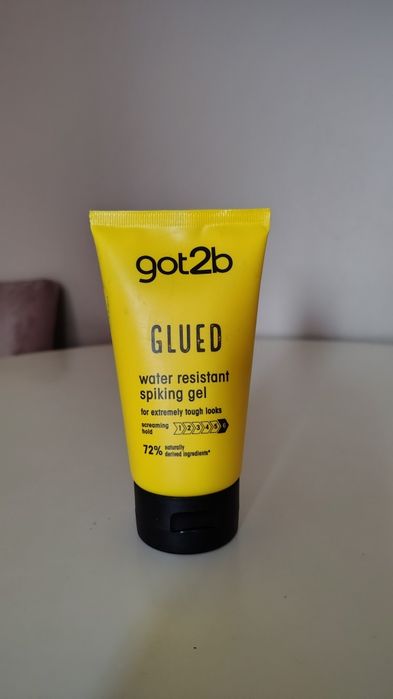 got2b
GLUED
water resistant
spiking gel
for extremely tough looks
screaming
hold
1 2 3 4 5 6
72% naturally
derived ingredients*